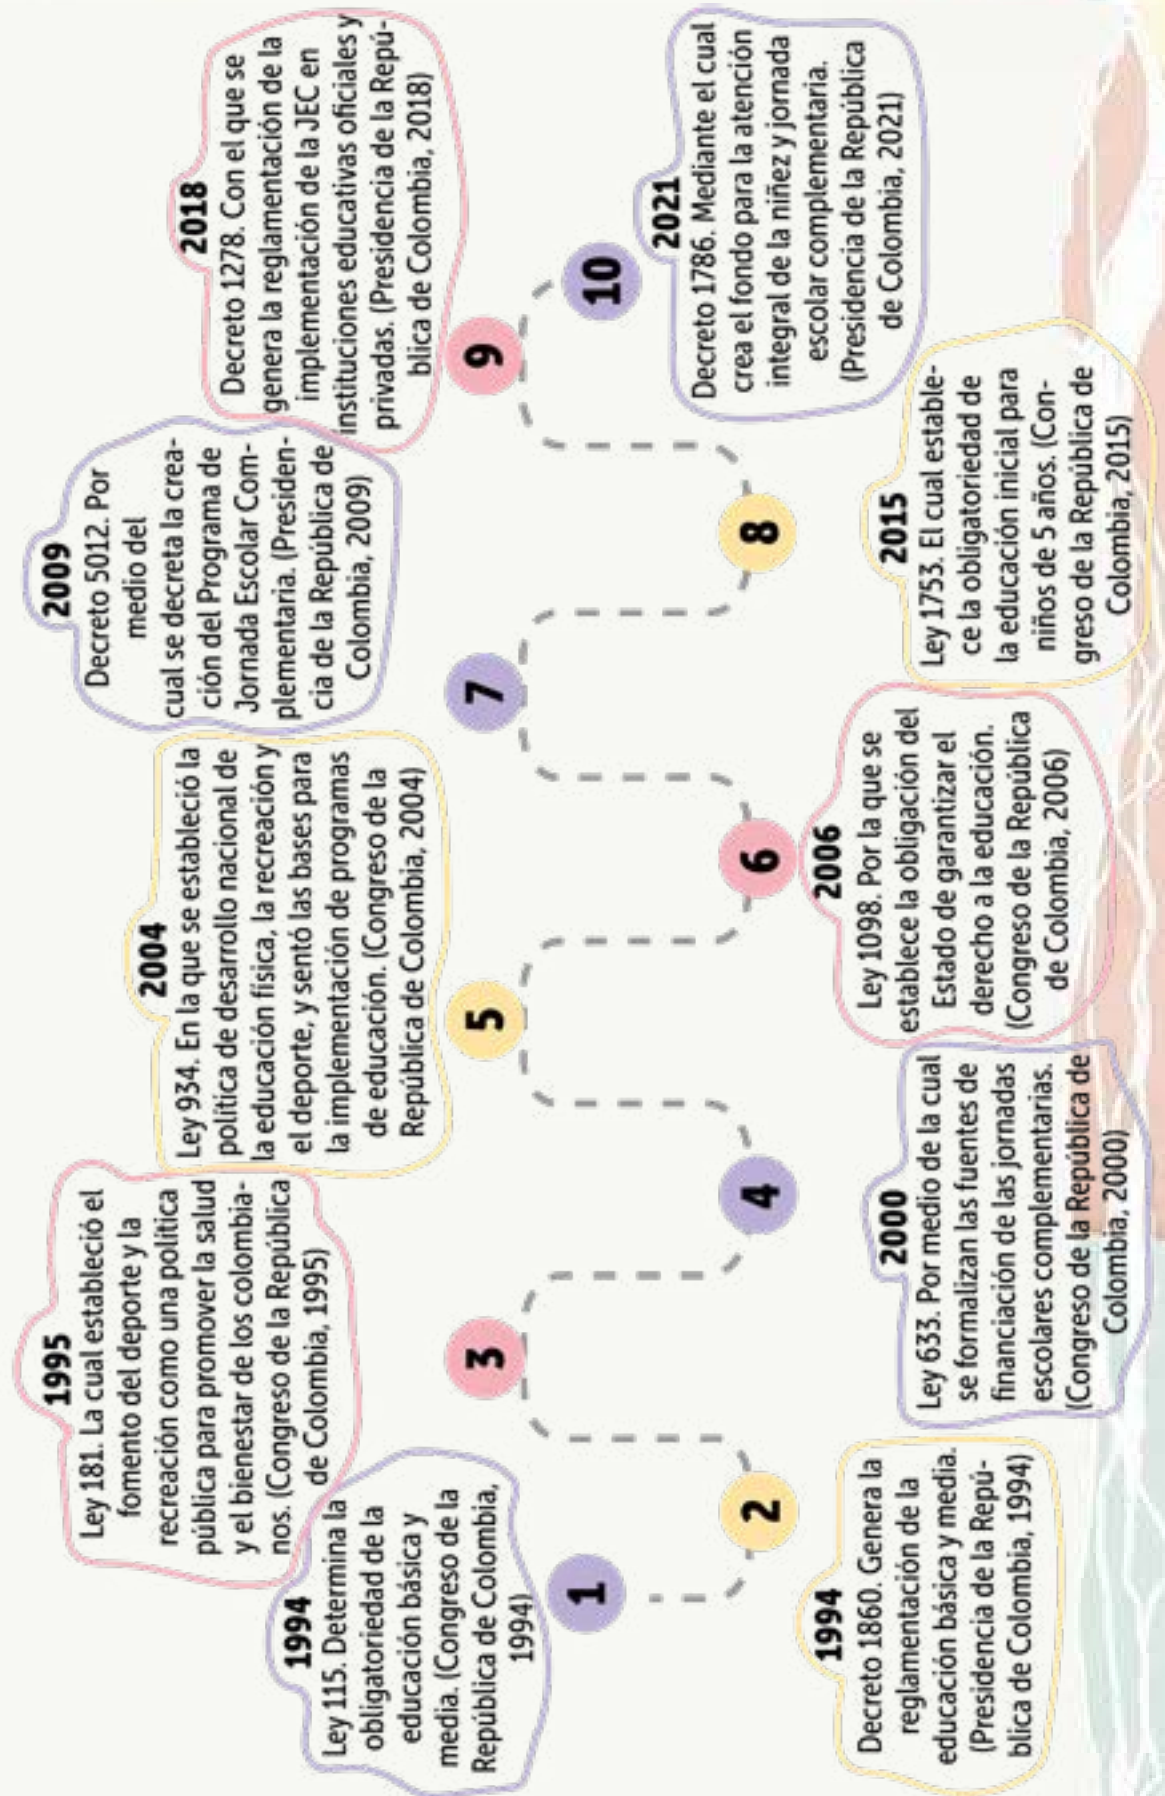 1994
Ley 115. Determina la
obligatoriedad de la
educación básica y
media. (Congreso de la
República de Colombia,
1994)
1
1994
Decreto 1860. Genera la
reglamentación de la
educación básica y media.
(Presidencia de la Repú-
blica de Colombia, 1994)
2
1995
Ley 181. La cual estableció el
fomento del deporte y la
recreación como una política
pública para promover la salud
y el bienestar de los colombia-
nos. (Congreso de la República
de Colombia, 1995)
3
2000
Ley 633. Por medio de la cual
se formalizan las fuentes de
financiación de las jornadas
escolares complementarias.
(Congreso de la República de
Colombia, 2000)
4
2004
Ley 934. En la que se estableció la
política de desarrollo nacional de
la educación física, la recreación y
el deporte, y sentó las bases para
la implementación de programas
de educación. (Congreso de la
República de Colombia, 2004)
5
2006
Ley 1098. Por la que se
establece la obligación del
Estado de garantizar el
derecho a la educación.
(Congreso de la República
de Colombia, 2006)
6
2009
Decreto 5012. Por
medio del
cual se decreta la crea-
ción del Programa de
Jornada Escolar Com-
plementaria. (Presiden-
cia de la República de
Colombia, 2009)
7
2015
Ley 1753. El cual estable-
ce la obligatoriedad de
la educación inicial para
niños de 5 años. (Con-
greso de la República de
Colombia, 2015)
8
2018
Decreto 1278. Con el que se
genera la reglamentación de la
implementación de la JEC en
instituciones educativas oficiales y
privadas. (Presidencia de la Repú-
blica de Colombia, 2018)
9
2021
Decreto 1786. Mediante el cual
crea el fondo para la atención
integral de la niñez y jornada
escolar complementaria.
(Presidencia de la República
de Colombia, 2021)
10